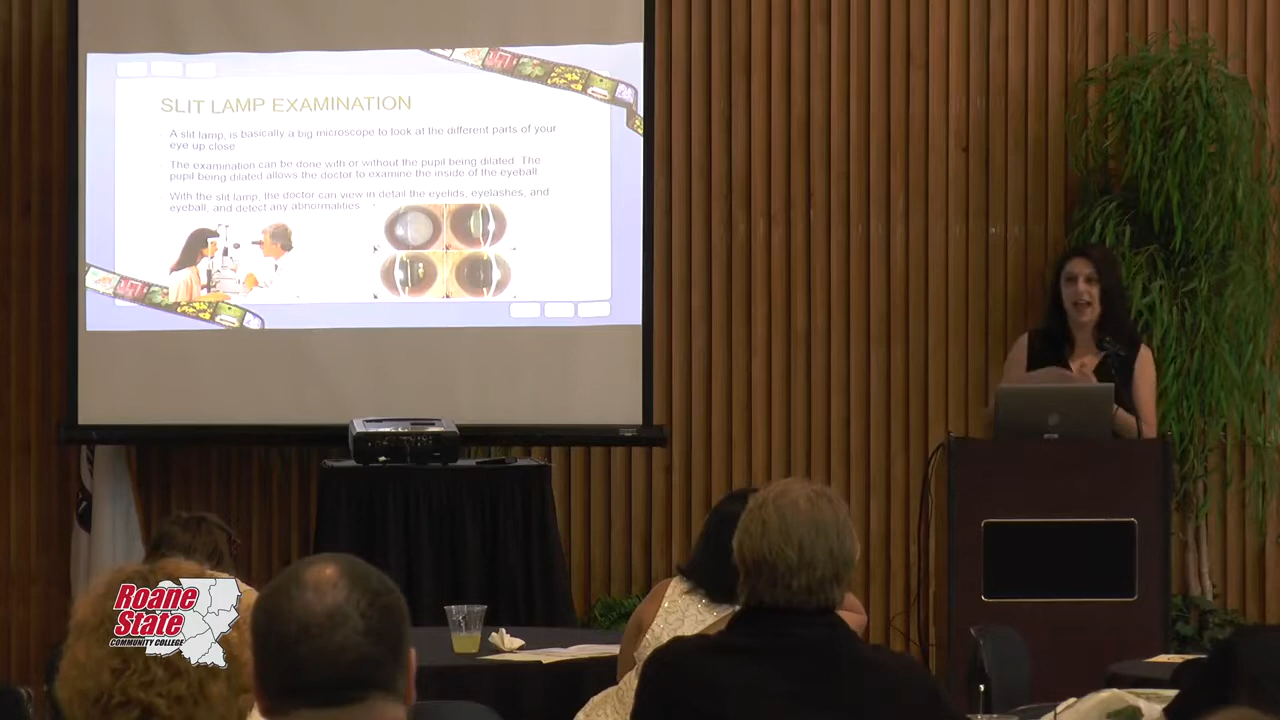 SLIT LAMP EXAMINATION
A slit lamp, is basically a big microscope to look at the different parts of your
eye up close
The examination can be done with or without the pupil being dilated. The
pupil being dilated allows the doctor to examine the inside of the eyeball.
With the slit lamp, the doctor can view in detail the eyelids, eyelashes, and
eyeball, and detect any abnormalities.
Roane
State
COMMUNITY COLLEGE